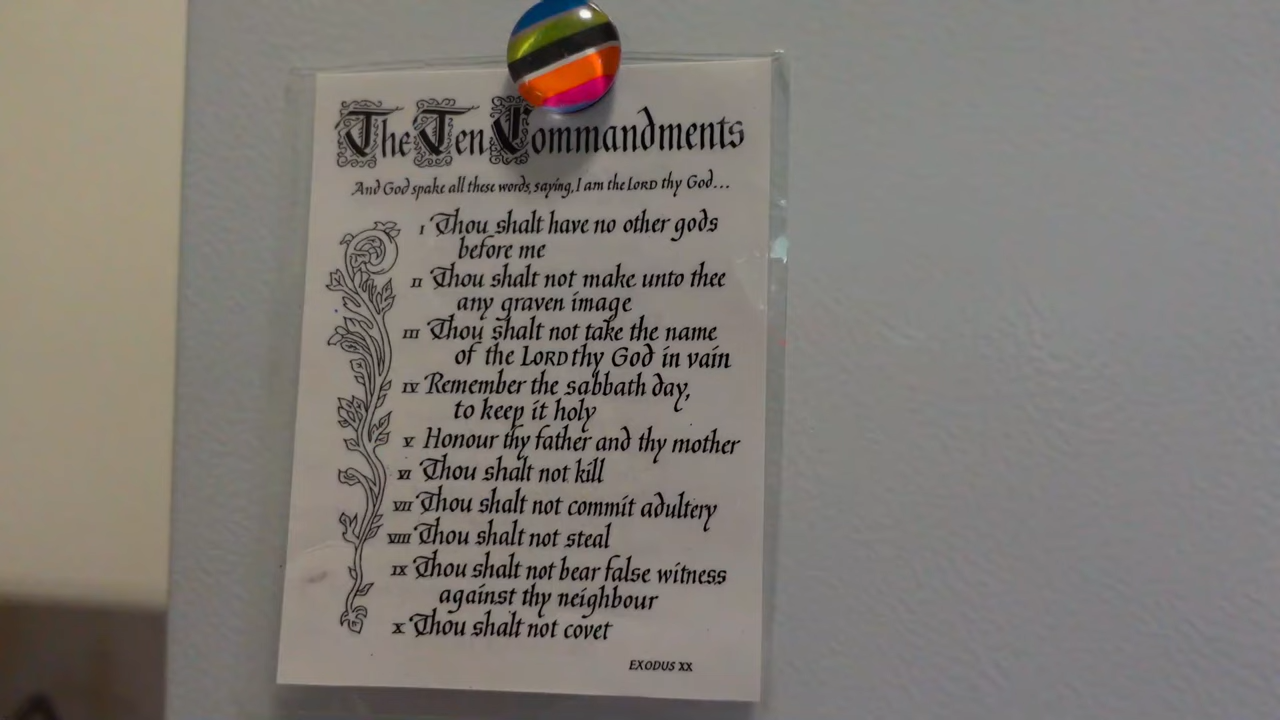 The Ten Commandments
And God spake all these words, saying, I am the LORD thy God...
I Thou shalt have no other gods
before me
II Thou shalt not make unto thee
any graven image
III Thou shalt not take the name
of the LORD thy God in vain
IV Remember the sabbath day,
to keep it holy
V Honour thy father and thy mother
VI Thou shalt not kill
VII Thou shalt not commit adultery
VIII Thou shalt not steal
IX Thou shalt not bear false witness
against thy neighbour
X Thou shalt not covet
EXODUS XX